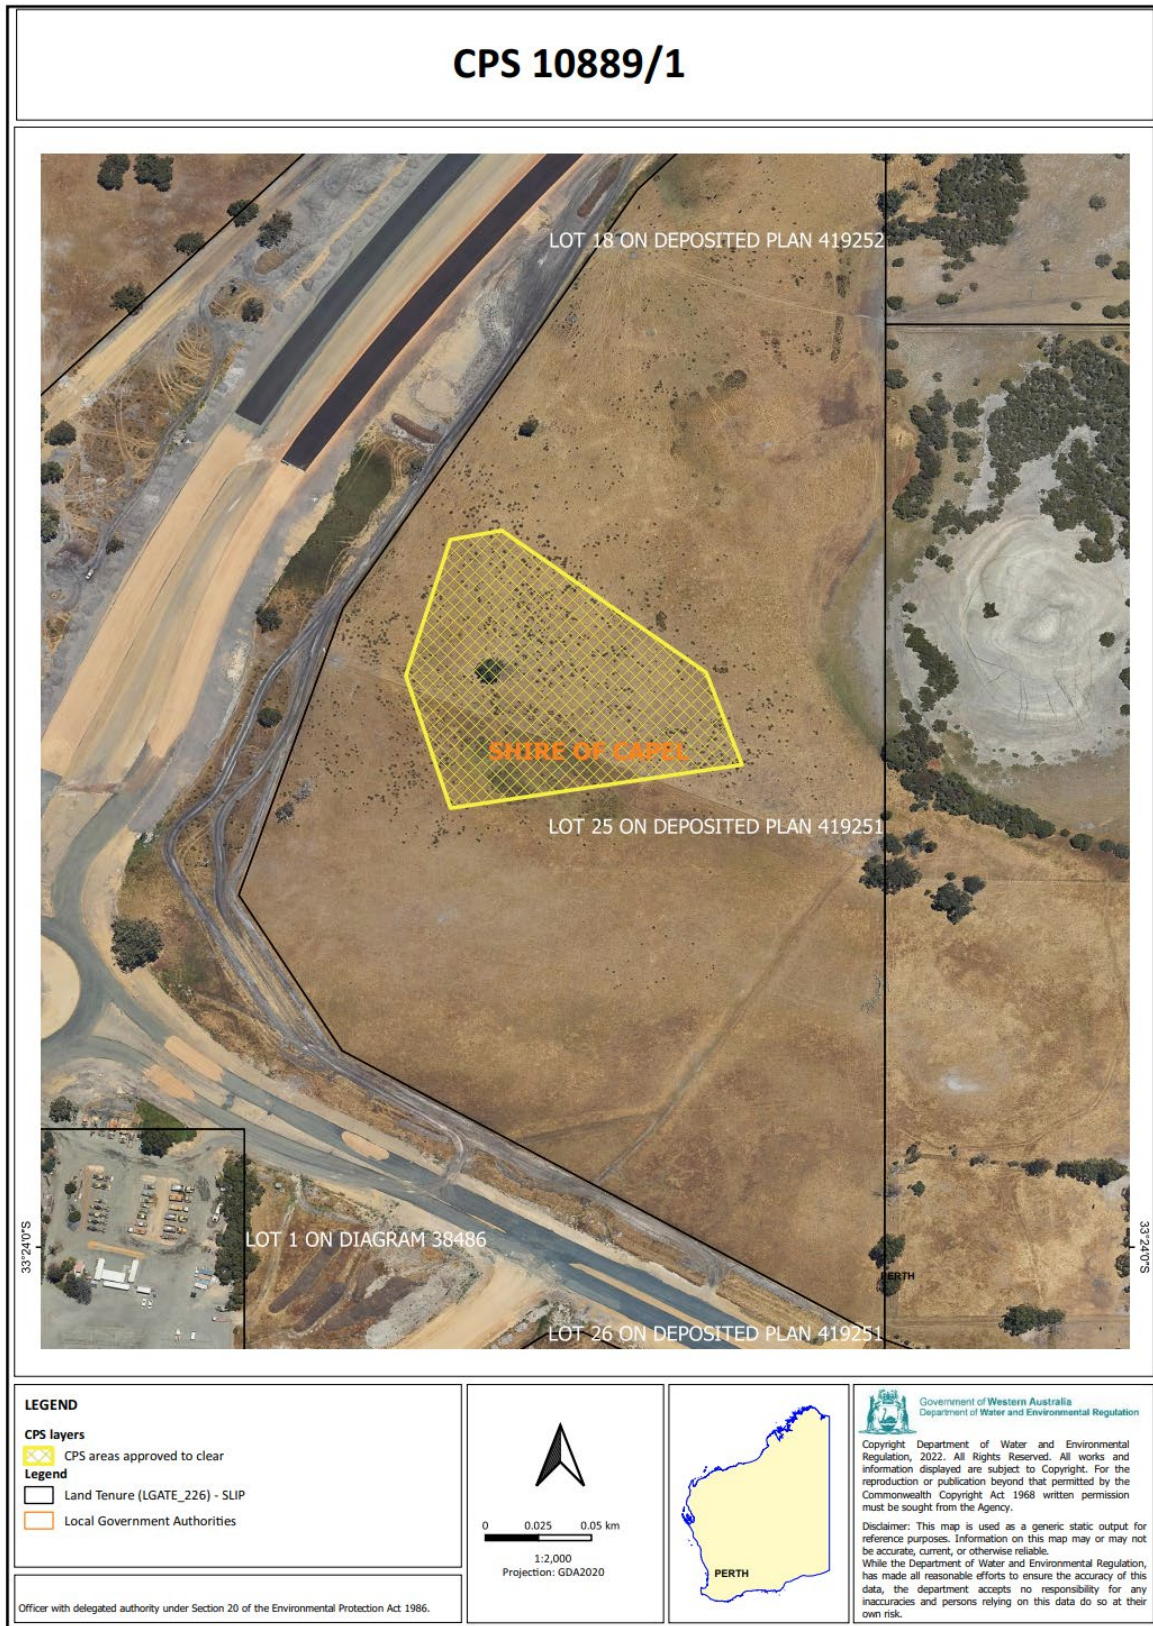 CPS 10889/1
LOT 18 ON DEPOSITED PLAN 419252
SHIRE OF CAPEL
LOT 25 ON DEPOSITED PLAN 419251
33°24'0"S
33°24'0"S
LOT 1 ON DIAGRAM 38486
PERTH
LOT 26 ON DEPOSITED PLAN 419251
LEGEND
CPS layers
CPS areas approved to clear
Legend
Land Tenure (LGATE_226) - SLIP
Local Government Authorities
Officer with delegated authority under Section 20 of the Environmental Protection Act 1986.
0 0.025 0.05 km
1:2,000
Projection: GDA2020
PERTH
Government of Western Australia
Department of Water and Environmental Regulation
Copyright Department of Water and Environmental
Regulation, 2022. All Rights Reserved. All works and
information displayed are subject to Copyright. For the
reproduction or publication beyond that permitted by the
Commonwealth Copyright Act 1968 written permission
must be sought from the Agency.
Disclaimer: This map is used as a generic static output for
reference purposes. Information on this map may or may not
be accurate, current, or otherwise reliable.
While the Department of Water and Environmental Regulation,
has made all reasonable efforts to ensure the accuracy of this
data, the department accepts no responsibility for any
inaccuracies and persons relying on this data do so at their
own risk.